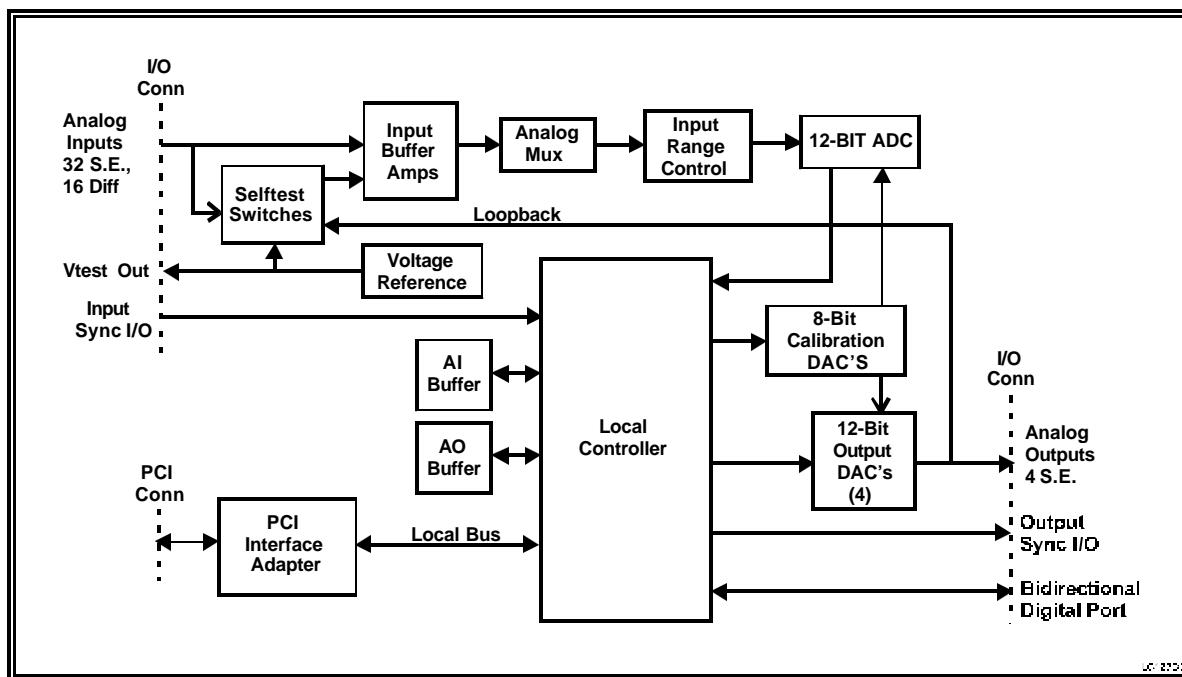 I/O
Conn
Analog
Inputs
32 S.E.,
16 Diff
Input
Buffer
Amps
Analog
Mux
Input
Range
Control
12-BIT ADC
Selftest
Switches
Loopback
Vtest Out
Voltage
Reference
Input
Sync I/O
8-Bit
Calibration
DAC'S
I/O
Conn
AI
Buffer
Local
Controller
AO
Buffer
12-Bit
Output
DAC's
(4)
Analog
Outputs
4 S.E.
PCI
Conn
PCI
Interface
Adapter
Local Bus
Output
Sync I/O
Bidirectional
Digital Port